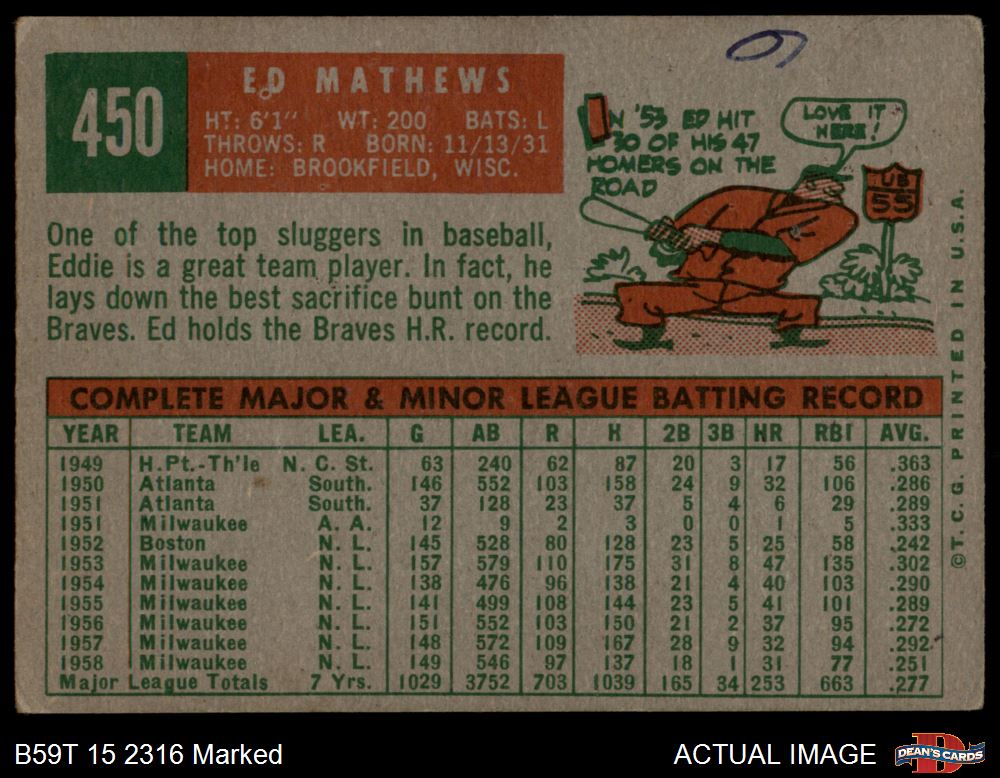 450
ED MATHEWS
HT: 6'1" WT: 200 BATS: L
THROWS: R BORN: 11/13/31
HOME: BROOKFIELD, WISC.
IN '53 ED HIT
30 OF HIS 47
HOMERS ON THE
ROAD
LOVE IT
HERE!
UB
55
One of the top sluggers in baseball,
Eddie is a great team player. In fact, he
lays down the best sacrifice bunt on the
Braves. Ed holds the Braves H.R. record.
COMPLETE MAJOR & MINOR LEAGUE BATTING RECORD
YEAR TEAM LEA. G AB R H 2B 3B HR RBI AVG.
1949 H.Pt.-Th'le N. C. St. 63 240 62 87 20 3 17 56 .363
1950 Atlanta South. 146 552 103 158 24 9 32 106 .286
1951 Atlanta South. 37 128 23 37 5 4 6 29 .289
1951 Milwaukee A. A. 12 9 2 3 0 0 1 5 .333
1952 Boston N. L. 145 528 80 128 23 5 25 58 .242
1953 Milwaukee N. L. 157 579 110 175 31 8 47 135 .302
1954 Milwaukee N. L. 138 476 96 138 21 4 40 103 .290
1955 Milwaukee N. L. 141 499 108 144 23 5 41 101 .289
1956 Milwaukee N. L. 151 552 103 150 21 2 37 95 .272
1957 Milwaukee N. L. 148 572 109 167 28 9 32 94 .292
1958 Milwaukee N. L. 149 546 97 137 18 1 31 77 .251
Major League Totals 7 Yrs. 1029 3752 703 1039 165 34 253 663 .277
©T.C.G. PRINTED IN U.S.A.
B59T 15 2316 Marked
ACTUAL IMAGE
DEAN'S CARDS